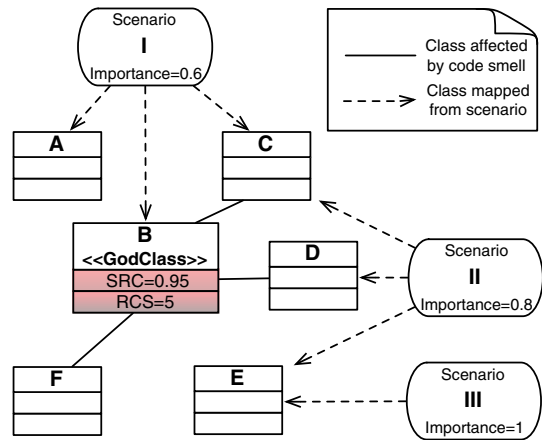 Scenario
I
Importance=0.6
Class affected
by code smell
Class mapped
from scenario
A
C
B
<<GodClass>>
SRC=0.95
RCS=5
D
Scenario
II
Importance=0.8
F
E
Scenario
III
Importance=1